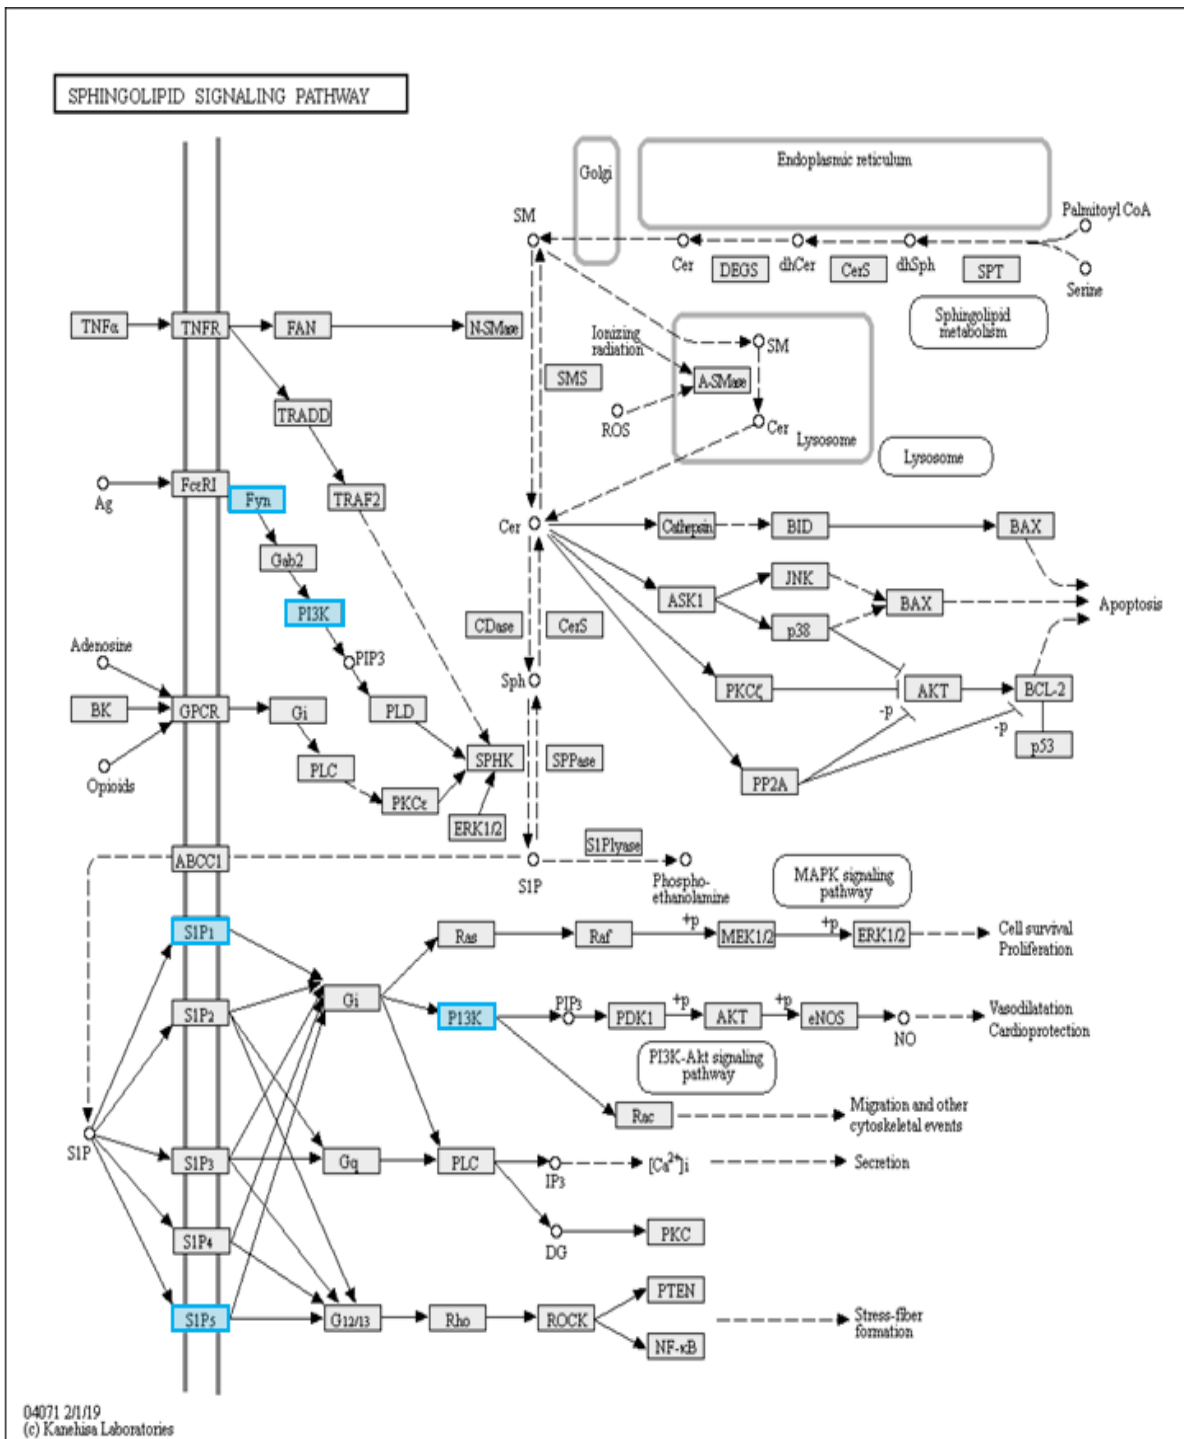 SPHINGOLIPID SIGNALING PATHWAY
Golgi
Endoplasmic reticulum
SM
Palmitoyl CoA
Cer
DEGS
dhCer
CerS
dhSph
SPT
Serine
Sphingolipid
metabolism
TNFα
TNFR
FAN
N-SMase
Ionizing
radiation
SM
SMS
A-SMase
ROS
Cer
Lysosome
Lysosome
TRADD
FcεRI
Ag
Fyn
TRAF2
Gab2
PI3K
PIP3
Cer
Cathepsin
BID
BAX
JNK
ASK1
BAX
p38
Apoptosis
CDase
CerS
Adenosine
Sph
PKCζ
AKT
BCL-2
-p
-p
p53
BK
GPCR
Gi
PLD
Opioids
PLC
SPHK
SPPase
PKCε
ERK1/2
PP2A
ABCC1
S1P
S1Plyase
Phospho-
ethanolamine
MAPK signaling
pathway
S1P1
Ras
Raf
+p
MEK1/2
+p
ERK1/2
Cell survival
Proliferation
S1P2
Gi
P13K
PIP3
PDK1
+p
AKT
+p
eNOS
NO
Vasodilatation
Cardioprotection
PI3K-Akt signaling
pathway
Rac
Migration and other
cytoskeletal events
S1P
S1P3
Gq
PLC
IP3
[Ca2+]i
Secretion
S1P4
DG
PKC
S1P5
G12/13
Rho
ROCK
PTEN
NF-κB
Stress-fiber
formation
04071 2/1/19
(c) Kanehisa Laboratories